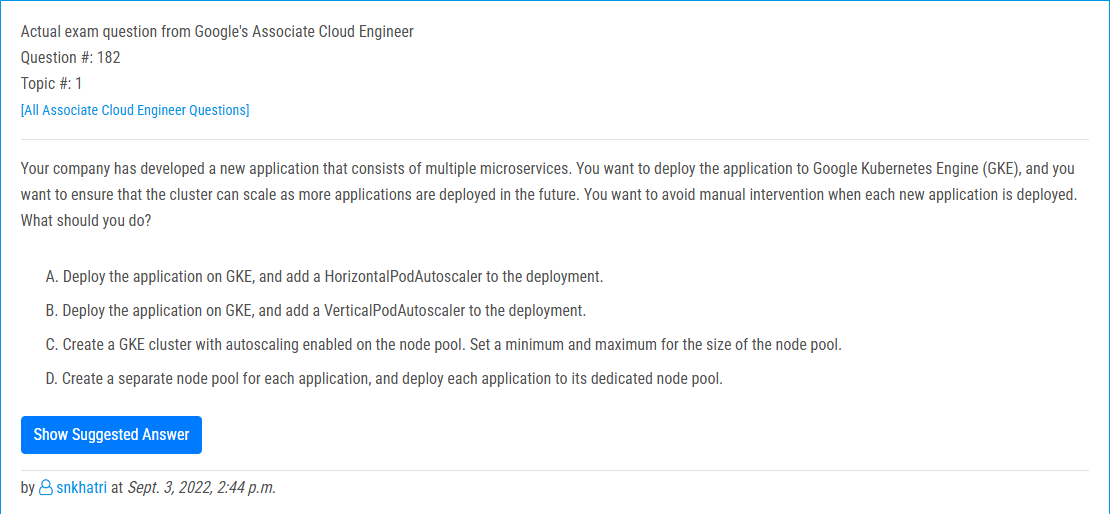 Actual exam question from Google's Associate Cloud Engineer
Question #: 182
Topic #: 1
[All Associate Cloud Engineer Questions]
Your company has developed a new application that consists of multiple microservices. You want to deploy the application to Google Kubernetes Engine (GKE), and you
want to ensure that the cluster can scale as more applications are deployed in the future. You want to avoid manual intervention when each new application is deployed.
What should you do?
A. Deploy the application on GKE, and add a HorizontalPodAutoscaler to the deployment.
B. Deploy the application on GKE, and add a VerticalPodAutoscaler to the deployment.
C. Create a GKE cluster with autoscaling enabled on the node pool. Set a minimum and maximum for the size of the node pool.
D. Create a separate node pool for each application, and deploy each application to its dedicated node pool.
Show Suggested Answer
by snkhatri at Sept. 3, 2022, 2:44 p.m.